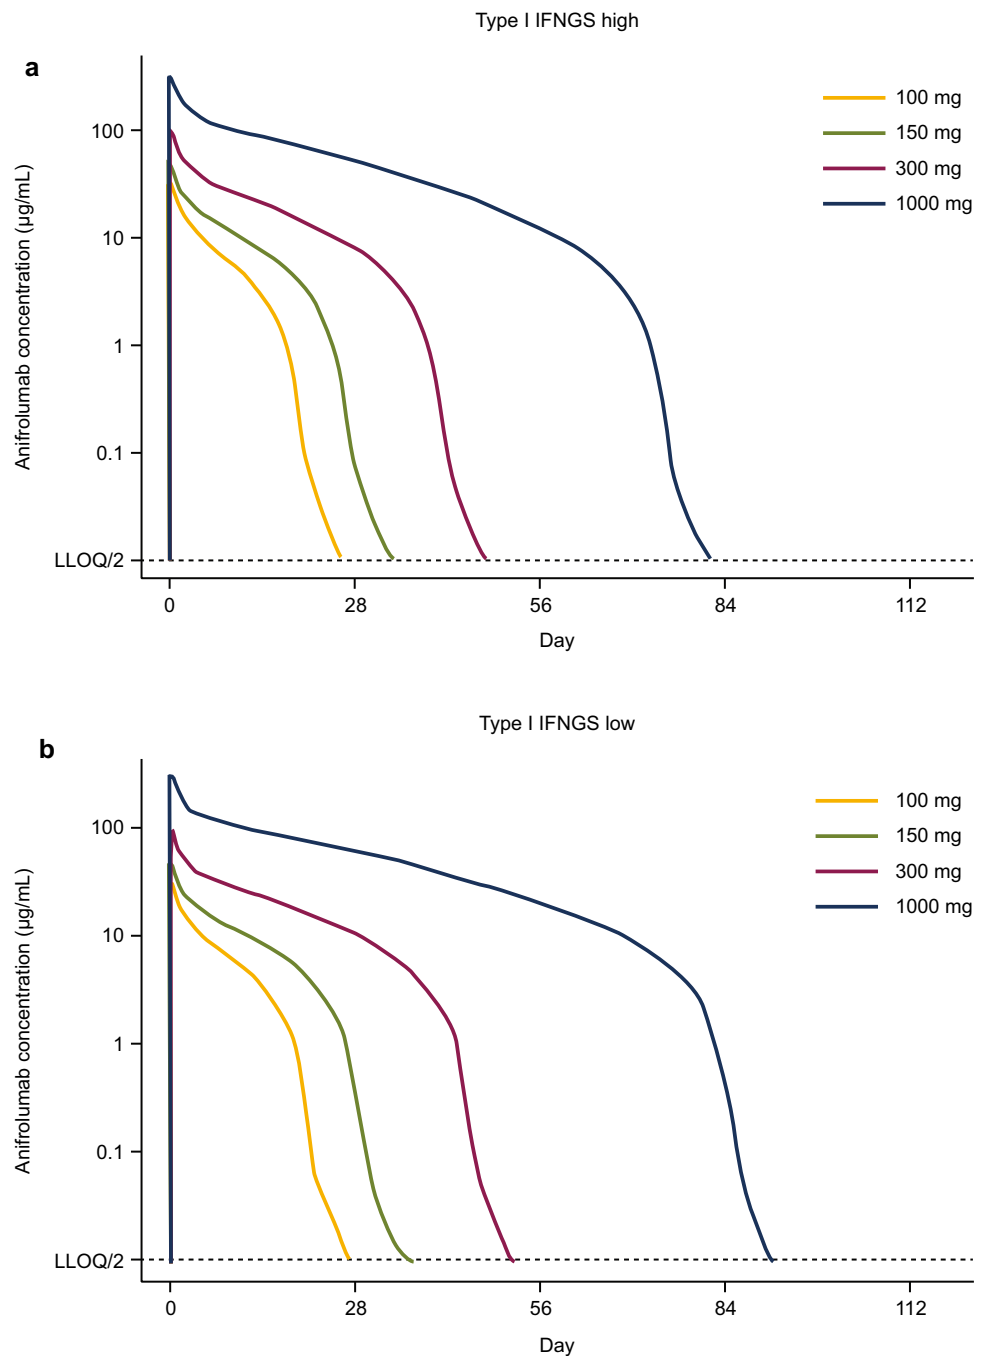 Type I IFNGS high
a
100 mg
150 mg
300 mg
1000 mg
Anifrolumab concentration (µg/mL)
100
10
1
0.1
LLOQ/2
0 28 56 84 112
Day
Type I IFNGS low
b
100 mg
150 mg
300 mg
1000 mg
Anifrolumab concentration (µg/mL)
100
10
1
0.1
LLOQ/2
0 28 56 84 112
Day